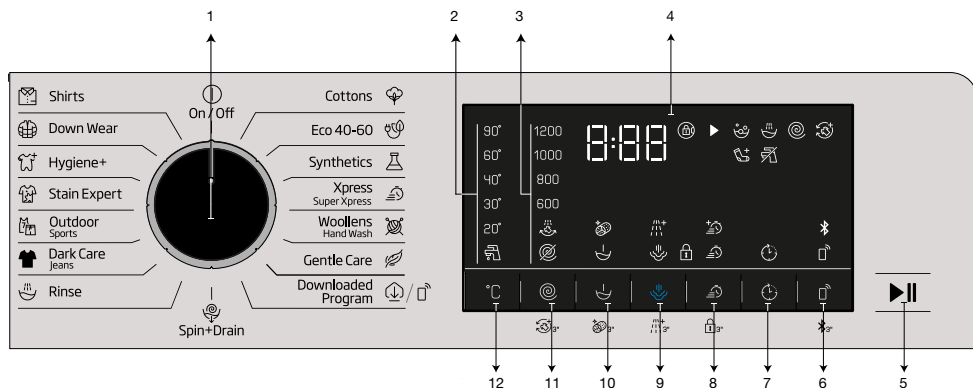 1
2
3
4
On / Off
Shirts
Down Wear
Hygiene+
Stain Expert
Outdoor
Sports
Dark Care
Jeans
Rinse
Spin+Drain
Cottons
Eco 40-60
Synthetics
Xpress
Super Xpress
Woollens
Hand Wash
Gentle Care
Downloaded
Program
90°
60°
40°
30°
20°
1200
1000
800
600
8:88
°C
3"
3"
3"
3"
3"
12
11
10
9
8
7
6
5